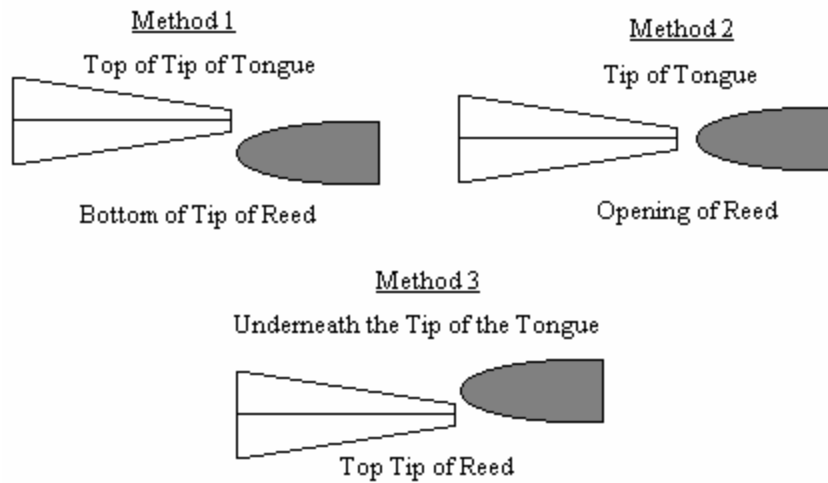 Method 1
Top of Tip of Tongue
Bottom of Tip of Reed
Method 2
Tip of Tongue
Opening of Reed
Method 3
Underneath the Tip of the Tongue
Top Tip of Reed